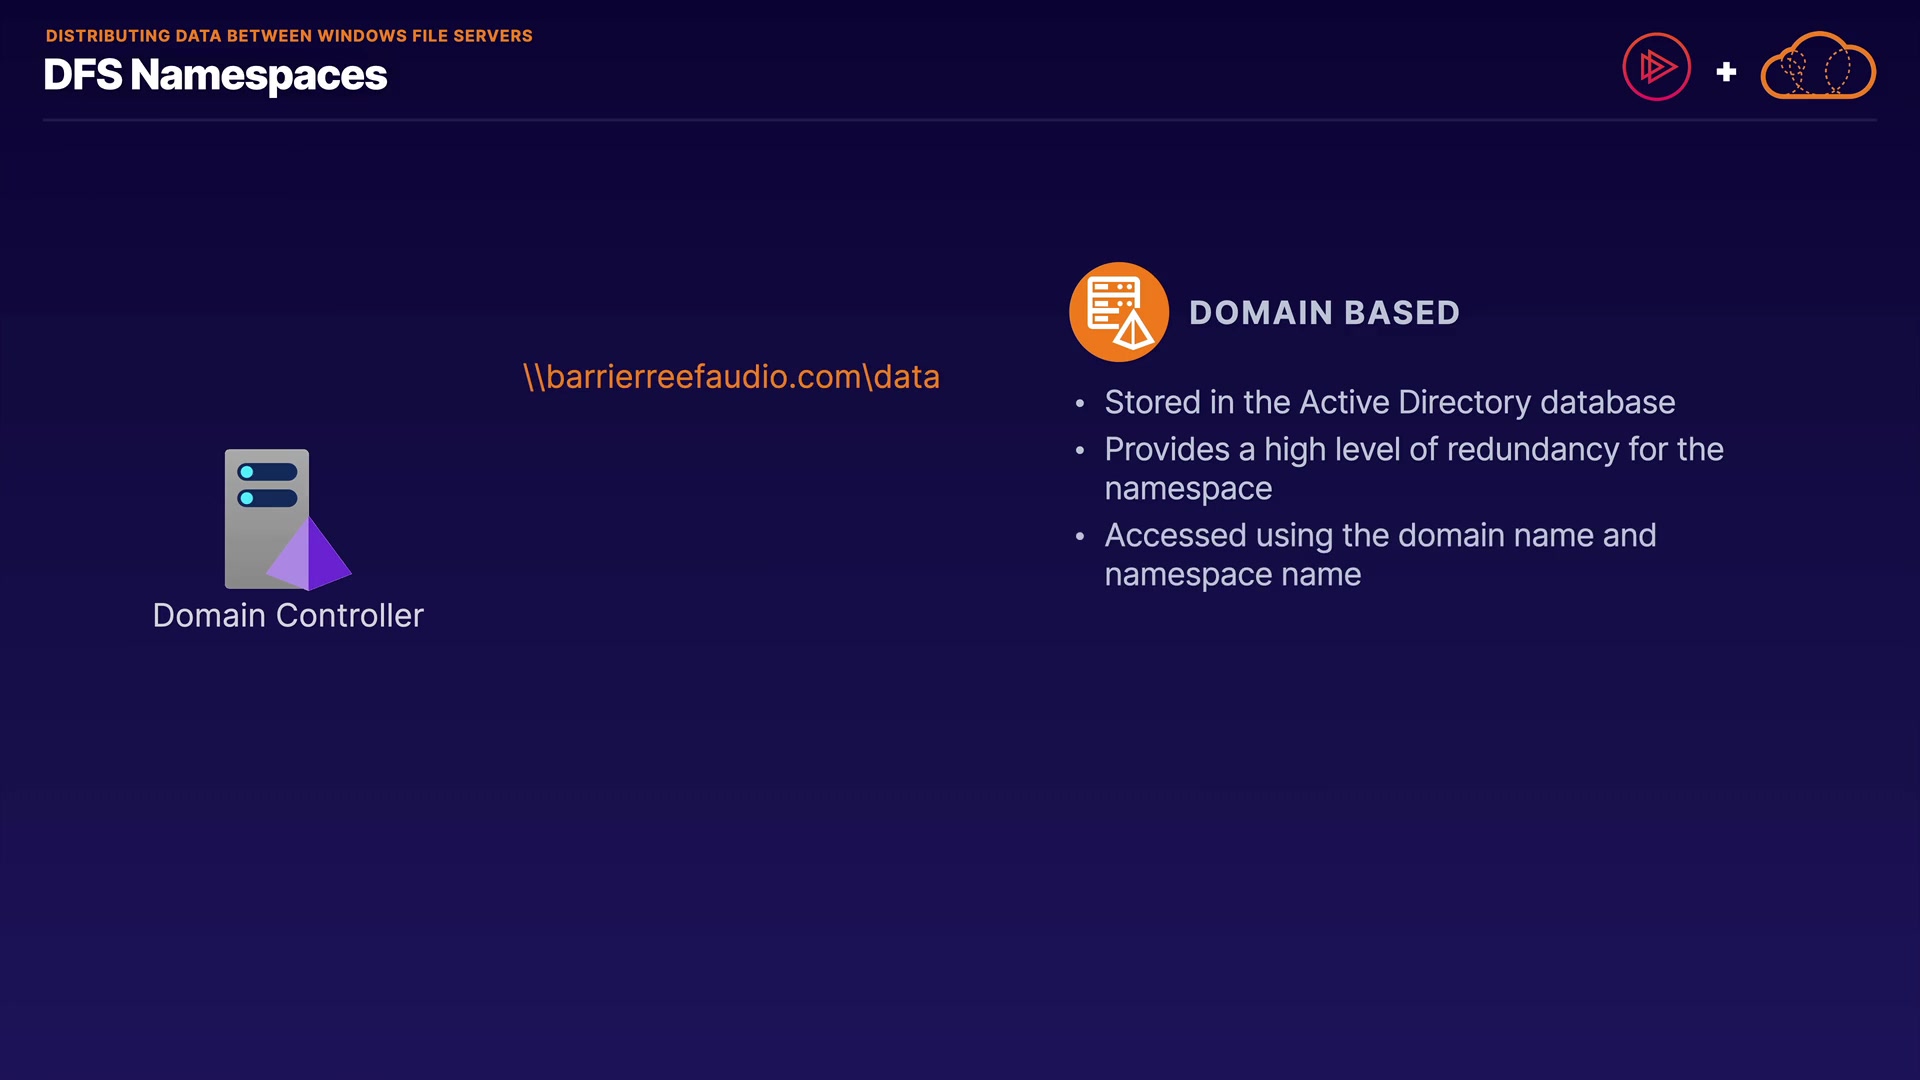 DISTRIBUTING DATA BETWEEN WINDOWS FILE SERVERS
DFS Namespaces
\\barrierreefaudio.com\data
Domain Controller
DOMAIN BASED
• Stored in the Active Directory database
• Provides a high level of redundancy for the
namespace
• Accessed using the domain name and
namespace name